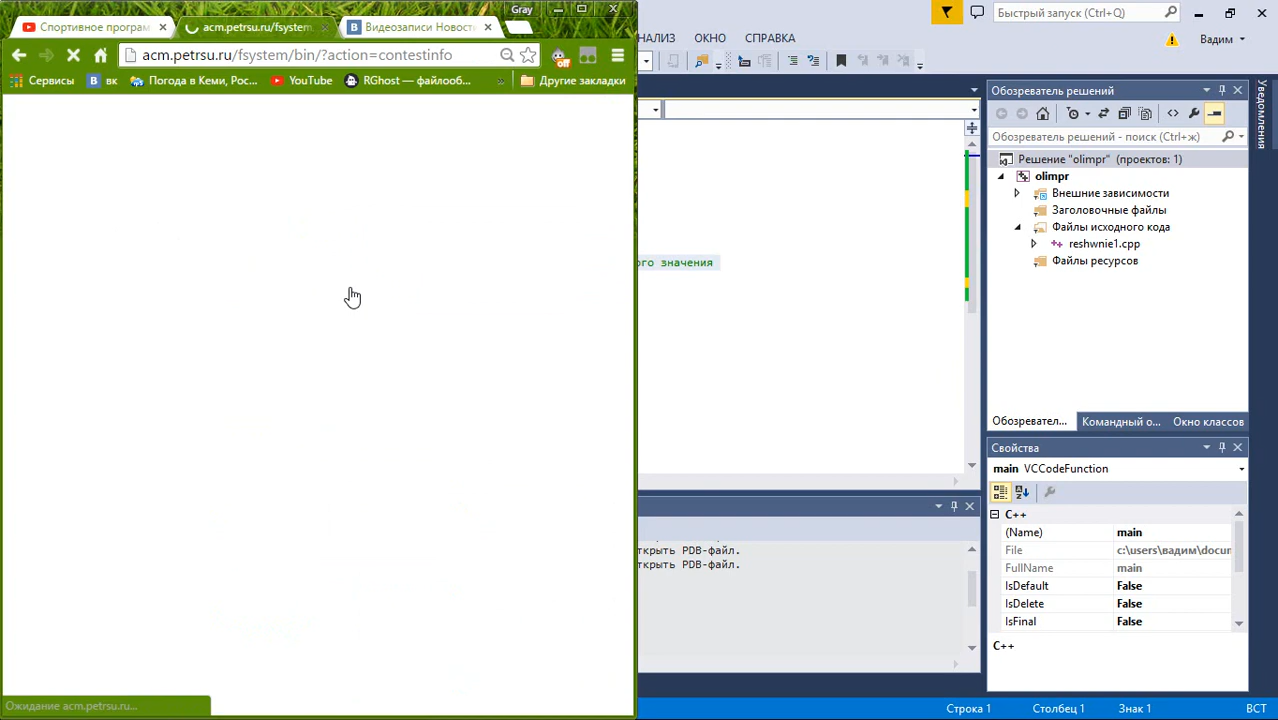 Gray
Спортивное програм
acm.petrsu.ru/fsystem
Видеозаписи Новост
acm.petrsu.ru/fsystem/bin/?action=contestinfo
Сервисы
вк
Погода в Кеми, Рос...
YouTube
RGhost — файлооб...
»
Другие закладки
off
Ожидание acm.petrsu.ru...
Быстрый запуск (Ctrl+Q)
АНАЛИЗ
ОКНО
СПРАВКА
Вадим
ого значения
ткрыть PDB-файл.
ткрыть PDB-файл.
Обозреватель решений
Обозреватель решений - поиск (Ctrl+ж)
Решение "olimpr" (проектов: 1)
olimpr
Внешние зависимости
Заголовочные файлы
Файлы исходного кода
reshwnie1.cpp
Файлы ресурсов
Обозревател...
Командный о...
Окно классов
Уведомления
Свойства
main VCCodeFunction
C++
(Name) main
File c:\users\вадим\docum
FullName main
IsDefault False
IsDelete False
IsFinal False
C++
Строка 1
Столбец 1
Знак 1
ВСТ